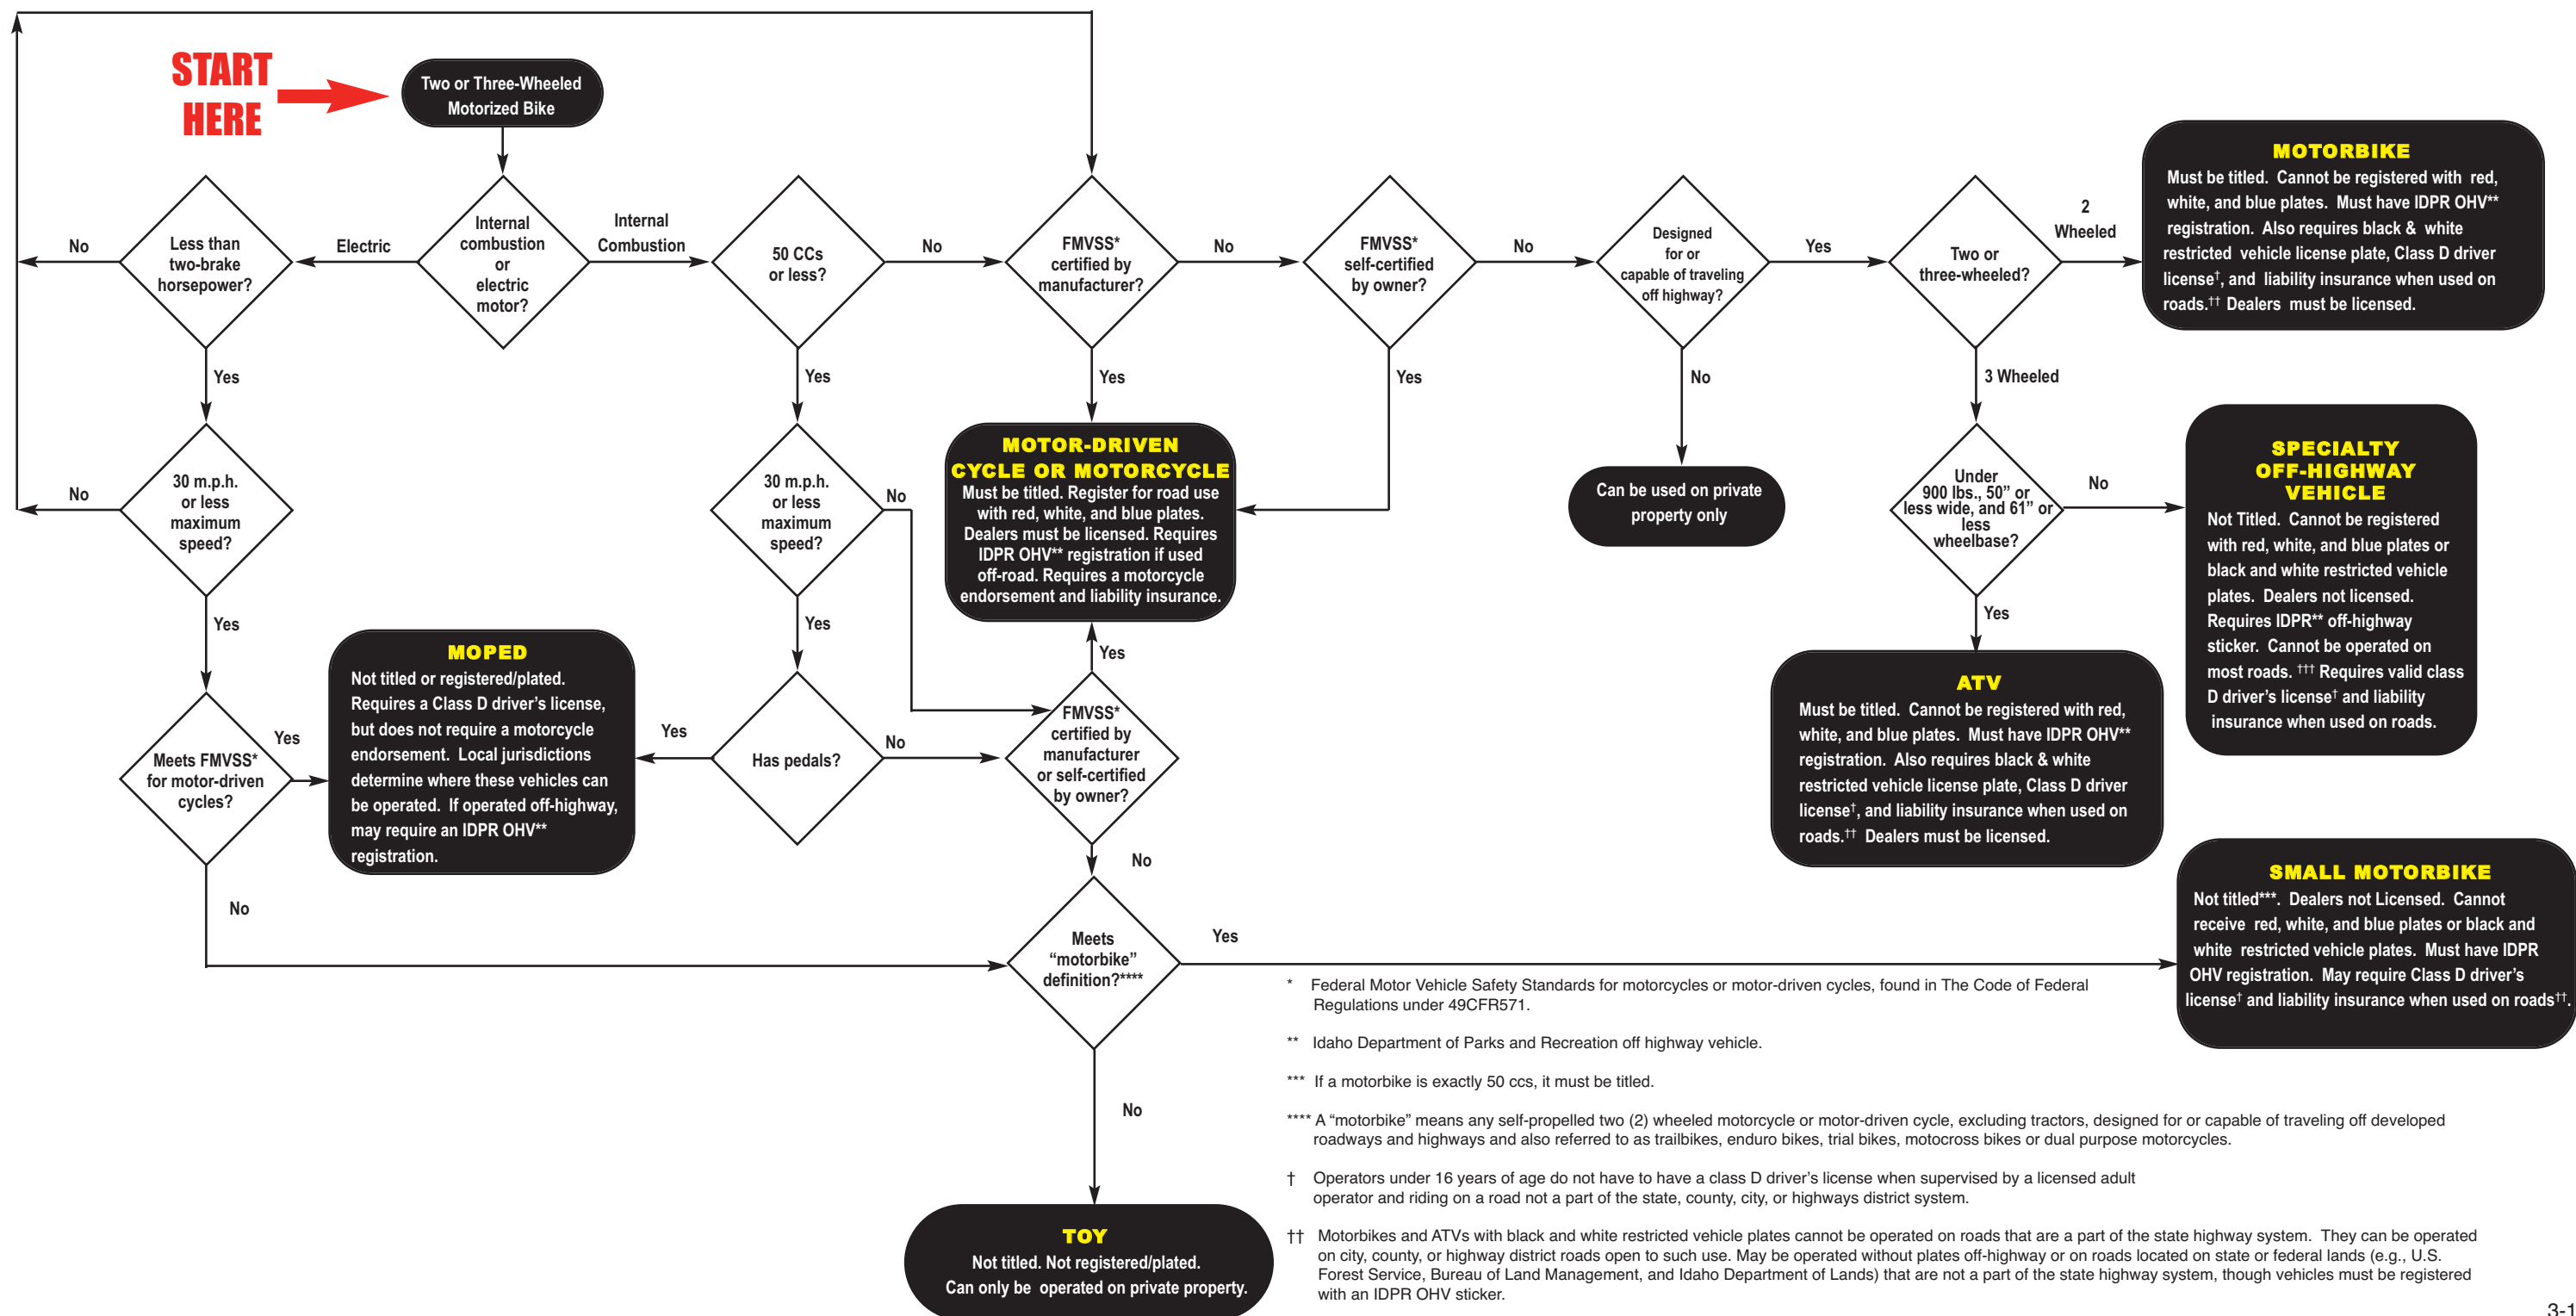 START
HERE
Two or Three-Wheeled
Motorized Bike
No
Less than
two-brake
horsepower?
Electric
Internal
combustion
or
electric
motor?
Internal
Combustion
50 CCs
or less?
No
FMVSS*
certified by
manufacturer?
No
FMVSS*
self-certified
by owner?
No
Designed
for or
capable of traveling
off highway?
Yes
Two or
three-wheeled?
2
Wheeled
MOTORBIKE
Must be titled. Cannot be registered with red,
white, and blue plates. Must have IDPR OHV**
registration. Also requires black & white
restricted vehicle license plate, Class D driver
license†, and liability insurance when used on
roads.†† Dealers must be licensed.
Yes
Yes
Yes
Yes
No
3 Wheeled
No
30 m.p.h.
or less
maximum
speed?
30 m.p.h.
or less
maximum
speed?
No
MOTOR-DRIVEN
CYCLE OR MOTORCYCLE
Must be titled. Register for road use
with red, white, and blue plates.
Dealers must be licensed. Requires
IDPR OHV** registration if used
off-road. Requires a motorcycle
endorsement and liability insurance.
Can be used on private
property only
Under
900 lbs., 50” or
less wide, and 61” or
less
wheelbase?
No
SPECIALTY
OFF-HIGHWAY
VEHICLE
Not Titled. Cannot be registered
with red, white, and blue plates or
black and white restricted vehicle
plates. Dealers not licensed.
Requires IDPR** off-highway
sticker. Cannot be operated on
most roads. ††† Requires valid class
D driver’s license† and liability
insurance when used on roads.
Yes
Yes
Yes
Yes
MOPED
Not titled or registered/plated.
Requires a Class D driver’s license,
but does not require a motorcycle
endorsement. Local jurisdictions
determine where these vehicles can
be operated. If operated off-highway,
may require an IDPR OHV**
registration.
Meets FMVSS*
for motor-driven
cycles?
Yes
Yes
Has pedals?
No
FMVSS*
certified by
manufacturer
or self-certified
by owner?
ATV
Must be titled. Cannot be registered with red,
white, and blue plates. Must have IDPR OHV**
registration. Also requires black & white
restricted vehicle license plate, Class D driver
license†, and liability insurance when used on
roads.†† Dealers must be licensed.
No
No
Meets
“motorbike”
definition?****
Yes
SMALL MOTORBIKE
Not titled***. Dealers not Licensed. Cannot
receive red, white, and blue plates or black and
white restricted vehicle plates. Must have IDPR
OHV registration. May require Class D driver’s
license† and liability insurance when used on roads††.
No
TOY
Not titled. Not registered/plated.
Can only be operated on private property.
* Federal Motor Vehicle Safety Standards for motorcycles or motor-driven cycles, found in The Code of Federal
Regulations under 49CFR571.
** Idaho Department of Parks and Recreation off highway vehicle.
*** If a motorbike is exactly 50 ccs, it must be titled.
**** A “motorbike” means any self-propelled two (2) wheeled motorcycle or motor-driven cycle, excluding tractors, designed for or capable of traveling off developed
roadways and highways and also referred to as trailbikes, enduro bikes, trial bikes, motocross bikes or dual purpose motorcycles.
† Operators under 16 years of age do not have to have a class D driver’s license when supervised by a licensed adult
operator and riding on a road not a part of the state, county, city, or highways district system.
†† Motorbikes and ATVs with black and white restricted vehicle plates cannot be operated on roads that are a part of the state highway system. They can be operated
on city, county, or highway district roads open to such use. May be operated without plates off-highway or on roads located on state or federal lands (e.g., U.S.
Forest Service, Bureau of Land Management, and Idaho Department of Lands) that are not a part of the state highway system, though vehicles must be registered
with an IDPR OHV sticker.
3-1